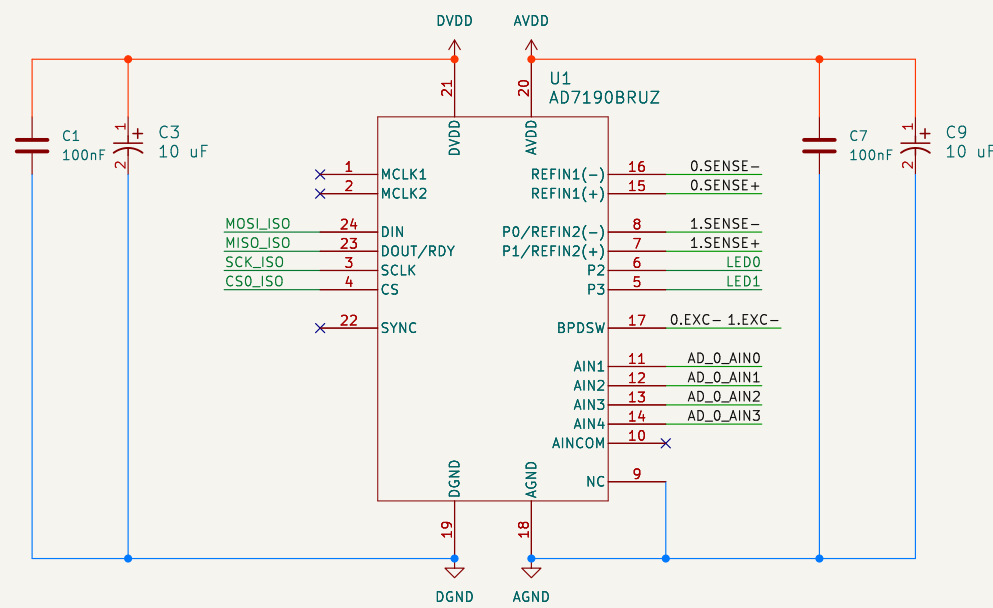 DVDD
AVDD
21
20
U1
AD7190BRUZ
DVDD
AVDD
C1
100nF
1
+
2
C3
10 uF
C7
100nF
1
+
2
C9
10 uF
1
MCLK1
REFIN1(-)
16
0.SENSE-
2
MCLK2
REFIN1(+)
15
0.SENSE+
MOSI_ISO
24
DIN
P0/REFIN2(-)
8
1.SENSE-
MISO_ISO
23
DOUT/RDY
P1/REFIN2(+)
7
1.SENSE+
SCK_ISO
3
SCLK
P2
6
LED0
CS0_ISO
4
CS
P3
5
LED1
22
SYNC
BPDSW
17
0.EXC- 1.EXC-
AIN1
11
AD_0_AIN0
AIN2
12
AD_0_AIN1
AIN3
13
AD_0_AIN2
AIN4
14
AD_0_AIN3
AINCOM
10
NC
9
DGND
AGND
19
18
DGND
AGND